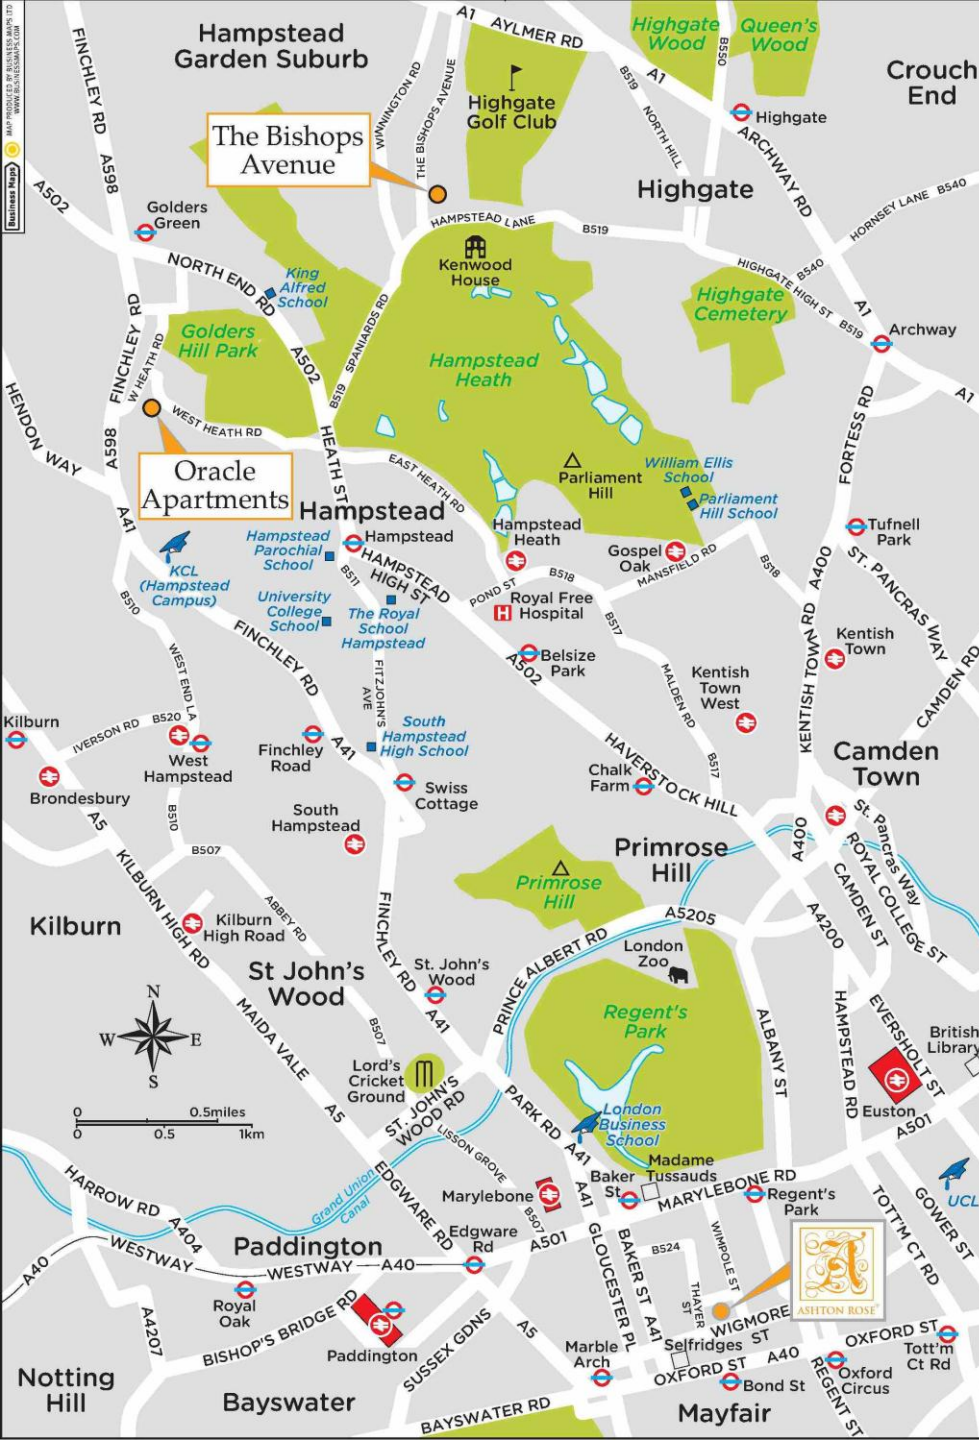 MAP PRODUCED BY BUSINESS MAPS LTD
WWW.BUSINESSMAPS.COM
Business Maps
Hampstead
Garden Suburb
A1
AYLMER RD
Highgate
Wood
Queen's
Wood
B550
Crouch
End
FINCHLEY RD
A598
WINNINGTON RD
THE BISHOPS AVENUE
Highgate
Golf Club
B519
NORTH HILL
A1
Highgate
ARCHWAY RD
The Bishops
Avenue
Highgate
A502
Golders
Green
HAMPSTEAD LANE
B519
HORNSEY LANE
B540
Kenwood
House
B540
HIGHGATE HIGH ST
B519
A1
NORTH END RD
King
Alfred
School
Highgate
Cemetery
Archway
A1
FINCHLEY RD
W HEATH RD
Golders
Hill Park
A502
B519
SPANIARDS RD
Hampstead
Heath
HENDON WAY
A598
WEST HEATH RD
HEATH ST
FORTESS RD
Oracle
Apartments
EAST HEATH RD
Parliament
Hill
William Ellis
School
Parliament
Hill School
A41
Hampstead
Hampstead
Hampstead
Parochial
School
Hampstead
Heath
Gospel
Oak
MANSFIELD RD
Tufnell
Park
KCL
(Hampstead
Campus)
B511
HAMPSTEAD
HIGH ST
POND ST
B518
B518
A400
ST. PANCRAS WAY
B510
University
College
School
The Royal
School
Hampstead
Royal Free
Hospital
B517
FINCHLEY RD
WEST END LA
FITZJOHN'S
AVE
Belsize
Park
A502
MALDEN RD
Kentish
Town
West
KENTISH TOWN RD
Kentish
Town
CAMDEN RD
Kilburn
IVERSON RD
B520
West
Hampstead
Finchley
Road
A41
South
Hampstead
High School
HAVERSTOCK HILL
B517
Camden
Town
Brondesbury
Swiss
Cottage
Chalk
Farm
A5
B510
South
Hampstead
St. Pancras Way
A400
ROYAL COLLEGE ST
CAMDEN ST
KILBURN HIGH RD
B507
ABBEY RD
Primrose
Hill
Primrose
Hill
Kilburn
Kilburn
High Road
FINCHLEY RD
A5205
A4200
PRINCE ALBERT RD
London
Zoo
St John's
Wood
St. John's
Wood
A41
Regent's
Park
HAMPSTEAD RD
EVERSHOLT ST
N
W
E
S
MAIDA VALE
B507
ALBANY ST
British
Library
Lord's
Cricket
Ground
0
0.5miles
0
0.5
1km
A5
ST. JOHN'S
WOOD RD
PARK RD
A41
London
Business
School
Euston
A501
LISSON GROVE
B507
Madame
Tussauds
Baker
St
MARYLEBONE RD
Regent's
Park
UCL
HARROW RD
A404
Grand Union
Canal
EDGWARE RD
Marylebone
A41
GLOUCESTER PL
BAKER ST
A41
WIMPOLE ST
TOTT'M CT RD
GOWER ST
A40
WESTWAY
WESTWAY
A40
Paddington
Edgware
Rd
A501
B524
THAYER
ST
ASHTON ROSE
Royal
Oak
A4207
BISHOP'S BRIDGE RD
Paddington
SUSSEX GDNS
A5
Marble
Arch
Selfridges
WIGMORE
ST
OXFORD ST
A40
OXFORD ST
Tott'm
Ct Rd
Notting
Hill
Bayswater
BAYSWATER RD
Bond St
Mayfair
REGENT ST
Oxford
Circus